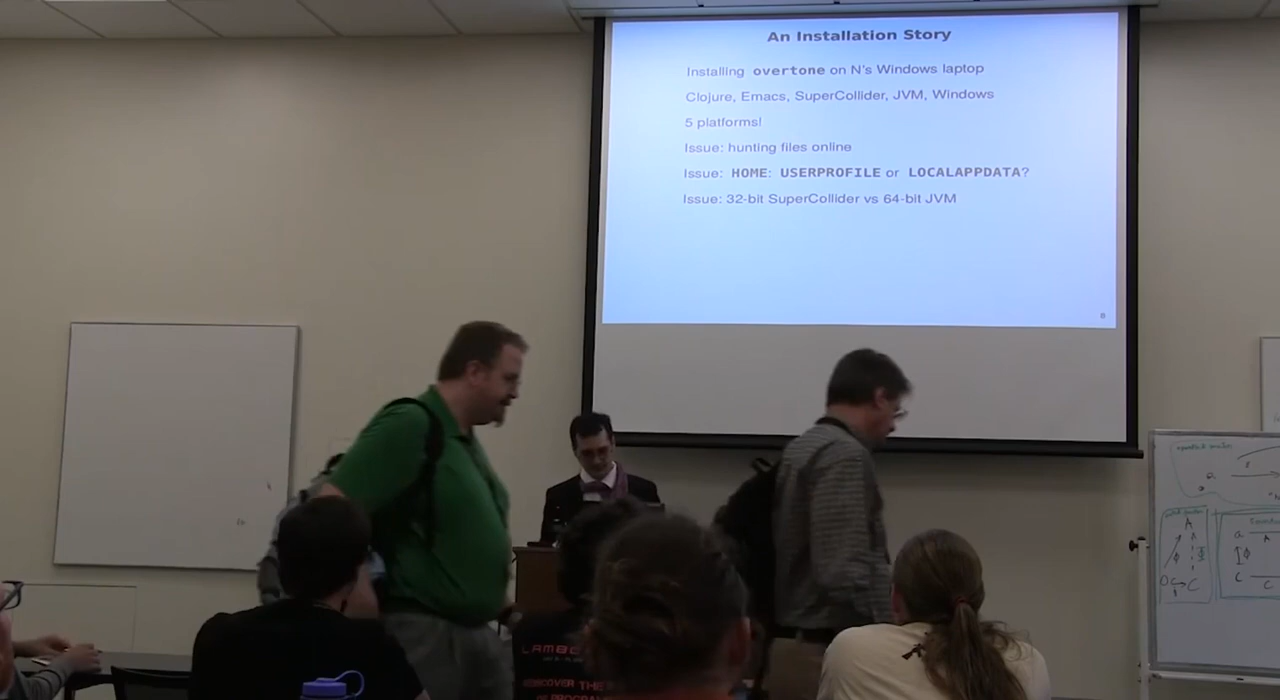 An Installation Story
Installing overtone on N's Windows laptop
Clojure, Emacs, SuperCollider, JVM, Windows
5 platforms!
Issue: hunting files online
Issue: HOME: USERPROFILE or LOCALAPPDATA?
Issue: 32-bit SuperCollider vs 64-bit JVM
A
C
C
C
THE